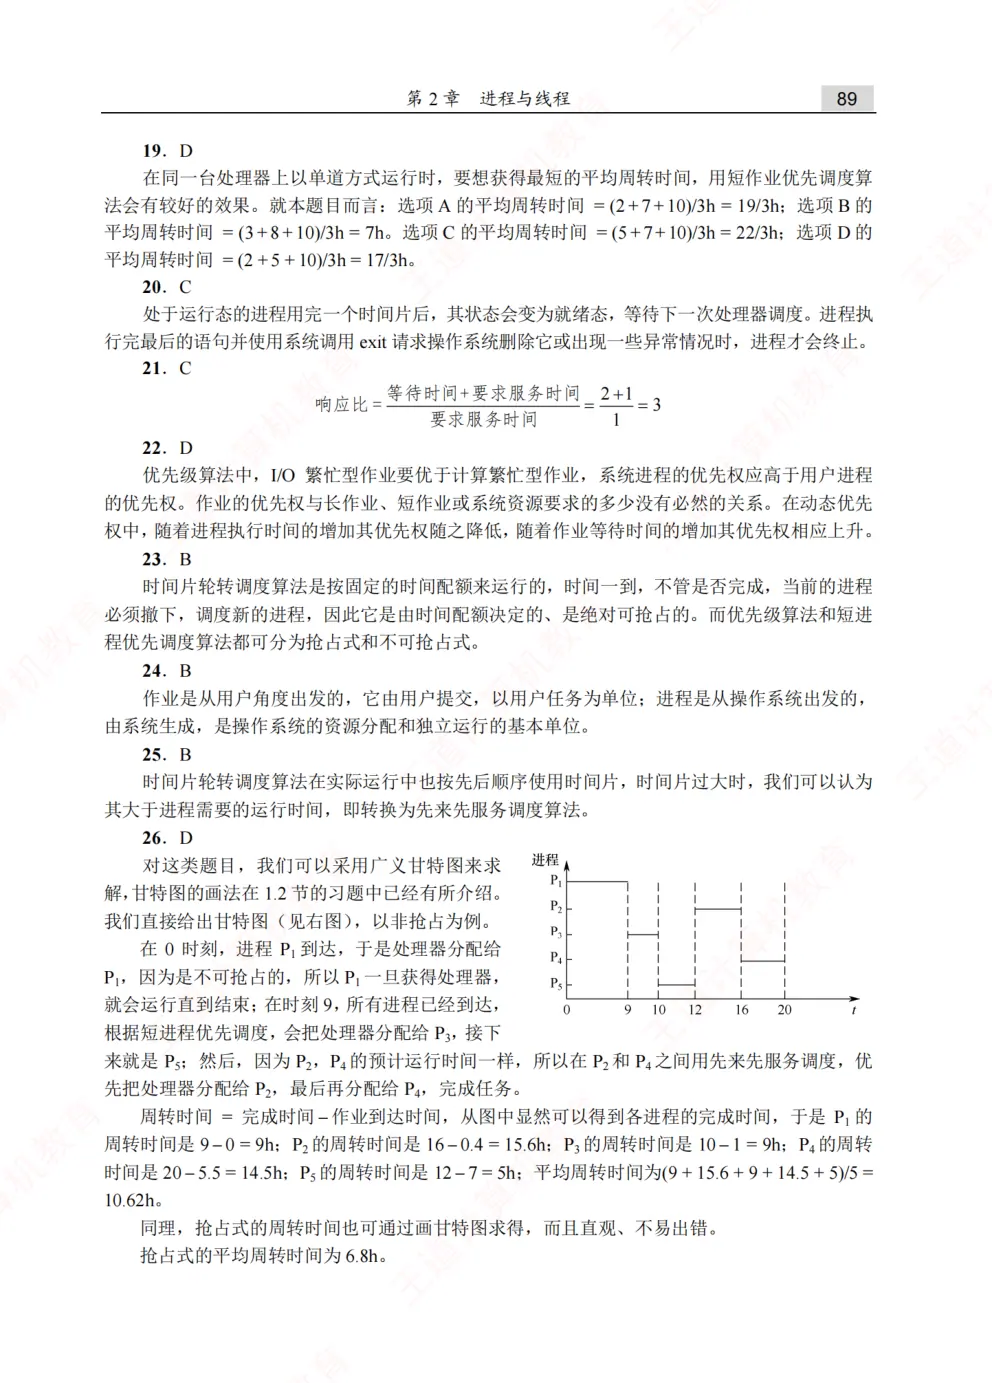 第 2 章　进程与线程
89
19．D
在同一台处理器上以单道方式运行时，要想获得最短的平均周转时间，用短作业优先调度算
法会有较好的效果。就本题目而言：选项 A 的平均周转时间 = (2 + 7 + 10)/3h = 19/3h；选项 B 的
平均周转时间 = (3 + 8 + 10)/3h = 7h。选项 C 的平均周转时间 = (5 + 7 + 10)/3h = 22/3h；选项 D 的
平均周转时间 = (2 + 5 + 10)/3h = 17/3h。
20．C
处于运行态的进程用完一个时间片后，其状态会变为就绪态，等待下一次处理器调度。进程执
行完最后的语句并使用系统调用 exit 请求操作系统删除它或出现一些异常情况时，进程才会终止。
21．C
响应比 = 等待时间+要求服务时间 / 要求服务时间 = 2+1 / 1 = 3
22．D
优先级算法中，I/O 繁忙型作业要优于计算繁忙型作业，系统进程的优先权应高于用户进程
的优先权。作业的优先权与长作业、短作业或系统资源要求的多少没有必然的关系。在动态优先
权中，随着进程执行时间的增加其优先权随之降低，随着作业等待时间的增加其优先权相应上升。
23．B
时间片轮转调度算法是按固定的时间配额来运行的，时间一到，不管是否完成，当前的进程
必须撤下，调度新的进程，因此它是由时间配额决定的、是绝对可抢占的。而优先级算法和短进
程优先调度算法都可分为抢占式和不可抢占式。
24．B
作业是从用户角度出发的，它由用户提交，以用户任务为单位；进程是从操作系统出发的，
由系统生成，是操作系统的资源分配和独立运行的基本单位。
25．B
时间片轮转调度算法在实际运行中也按先后顺序使用时间片，时间片过大时，我们可以认为
其大于进程需要的运行时间，即转换为先来先服务调度算法。
26．D
对这类题目，我们可以采用广义甘特图来求
解，甘特图的画法在 1.2 节的习题中已经有所介绍。
我们直接给出甘特图（见右图），以非抢占为例。
在 0 时刻，进程 P1 到达，于是处理器分配给
P1，因为是不可抢占的，所以 P1 一旦获得处理器，
就会运行直到结束；在时刻 9，所有进程已经到达，
根据短进程优先调度，会把处理器分配给 P3，接下
进程
P1
P2
P3
P4
P5
0 9 10 12 16 20 t
来就是 P5；然后，因为 P2，P4 的预计运行时间一样，所以在 P2 和 P4 之间用先来先服务调度，优
先把处理器分配给 P2，最后再分配给 P4，完成任务。
周转时间 = 完成时间 − 作业到达时间，从图中显然可以得到各进程的完成时间，于是 P1 的
周转时间是 9 − 0 = 9h；P2 的周转时间是 16 − 0.4 = 15.6h；P3 的周转时间是 10 − 1 = 9h；P4 的周转
时间是 20 − 5.5 = 14.5h；P5 的周转时间是 12 − 7 = 5h；平均周转时间为(9 + 15.6 + 9 + 14.5 + 5)/5 =
10.62h。
同理，抢占式的周转时间也可通过画甘特图求得，而且直观、不易出错。
抢占式的平均周转时间为 6.8h。